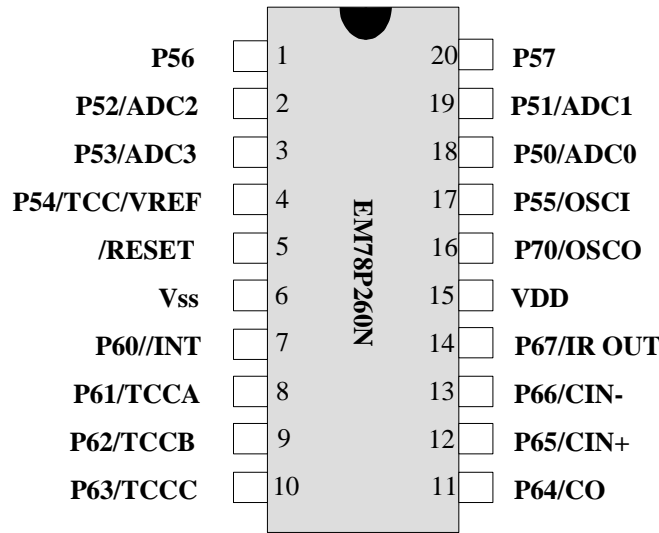 P56 1 20 P57
P52/ADC2 2 19 P51/ADC1
P53/ADC3 3 18 P50/ADC0
P54/TCC/VREF 4 17 P55/OSCI
/RESET 5 16 P70/OSCO
Vss 6 15 VDD
P60//INT 7 14 P67/IR OUT
P61/TCCA 8 13 P66/CIN-
P62/TCCB 9 12 P65/CIN+
P63/TCCC 10 11 P64/CO
EM78P260N